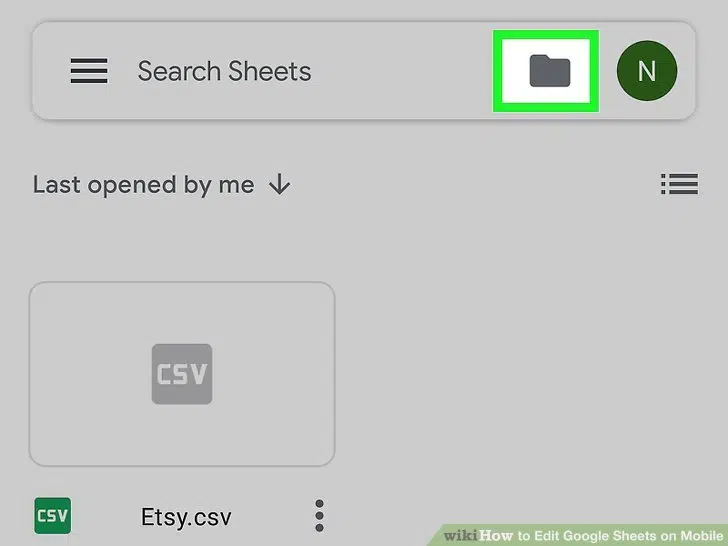 Search Sheets
N
Last opened by me
CSV
CSV
Etsy.csv
wikiHow to Edit Google Sheets on Mobile